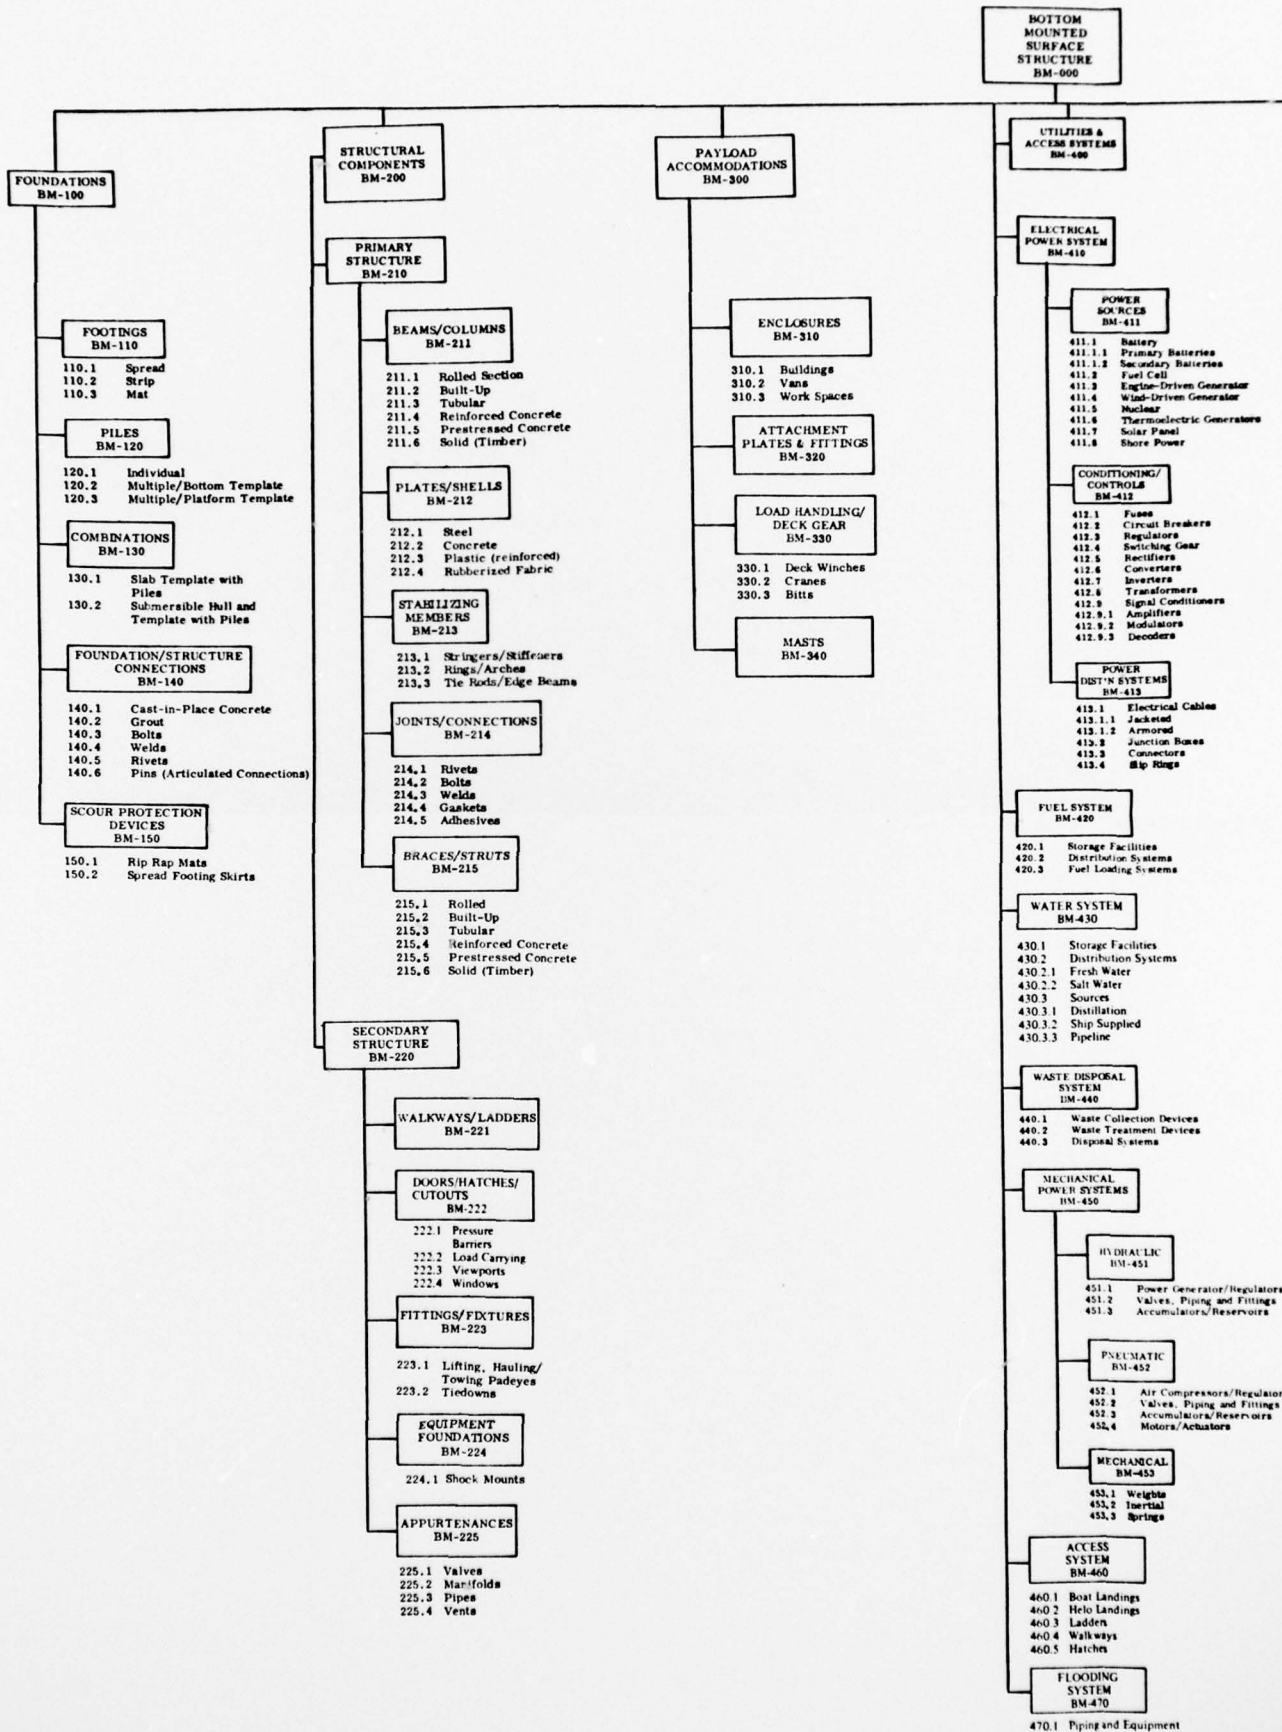 BOTTOM
MOUNTED
SURFACE
STRUCTURE
BM-000
FOUNDATIONS
BM-100
FOOTINGS
BM-110
110.1 Spread
110.2 Strip
110.3 Mat
PILES
BM-120
120.1 Individual
120.2 Multiple/Bottom Template
120.3 Multiple/Platform Template
COMBINATIONS
BM-130
130.1 Slab Template with
Piles
130.2 Submersible Hull and
Template with Piles
FOUNDATION/STRUCTURE
CONNECTIONS
BM-140
140.1 Cast-in-Place Concrete
140.2 Grout
140.3 Bolts
140.4 Welds
140.5 Rivets
140.6 Pins (Articulated Connections)
SCOUR PROTECTION
DEVICES
BM-150
150.1 Rip Rap Mats
150.2 Spread Footing Skirts
STRUCTURAL
COMPONENTS
BM-200
PRIMARY
STRUCTURE
BM-210
BEAMS/COLUMNS
BM-211
211.1 Rolled Section
211.2 Built-Up
211.3 Tubular
211.4 Reinforced Concrete
211.5 Prestressed Concrete
211.6 Solid (Timber)
PLATES/SHELLS
BM-212
212.1 Steel
212.2 Concrete
212.3 Plastic (reinforced)
212.4 Rubberized Fabric
STABILIZING
MEMBERS
BM-213
213.1 Stringers/Stiffeners
213.2 Rings/Arches
213.3 Tie Rods/Edge Beams
JOINTS/CONNECTIONS
BM-214
214.1 Rivets
214.2 Bolts
214.3 Welds
214.4 Gaskets
214.5 Adhesives
BRACES/STRUTS
BM-215
215.1 Rolled
215.2 Built-Up
215.3 Tubular
215.4 Reinforced Concrete
215.5 Prestressed Concrete
215.6 Solid (Timber)
SECONDARY
STRUCTURE
BM-220
WALKWAYS/LADDERS
BM-221
DOORS/HATCHES/
CUTOUTS
BM-222
222.1 Pressure
Barriers
222.2 Load Carrying
222.3 Viewports
222.4 Windows
FITTINGS/FIXTURES
BM-223
223.1 Lifting, Hauling/
Towing Padeyes
223.2 Tiedowns
EQUIPMENT
FOUNDATIONS
BM-224
224.1 Shock Mounts
APPURTENANCES
BM-225
225.1 Valves
225.2 Manifolds
225.3 Pipes
225.4 Vents
PAYLOAD
ACCOMMODATIONS
BM-300
ENCLOSURES
BM-310
310.1 Buildings
310.2 Vans
310.3 Work Spaces
ATTACHMENT
PLATES & FITTINGS
BM-320
LOAD HANDLING/
DECK GEAR
BM-330
330.1 Deck Winches
330.2 Cranes
330.3 Bitts
MASTS
BM-340
UTILITIES &
ACCESS SYSTEMS
BM-400
ELECTRICAL
POWER SYSTEM
BM-410
POWER
SOURCES
BM-411
411.1 Battery
411.1.1 Primary Batteries
411.1.2 Secondary Batteries
411.2 Fuel Cell
411.3 Engine-Driven Generator
411.4 Wind-Driven Generator
411.5 Nuclear
411.6 Thermoelectric Generators
411.7 Solar Panel
411.8 Shore Power
CONDITIONING/
CONTROLS
BM-412
412.1 Fuses
412.2 Circuit Breakers
412.3 Regulators
412.4 Switching Gear
412.5 Rectifiers
412.6 Converters
412.7 Inverters
412.8 Transformers
412.9 Signal Conditioners
412.9.1 Amplifiers
412.9.2 Modulators
412.9.3 Decoders
POWER
DIST'N SYSTEMS
BM-413
413.1 Electrical Cables
413.1.1 Jacketed
413.1.2 Armored
413.2 Junction Boxes
413.3 Connectors
413.4 Slip Rings
FUEL SYSTEM
BM-420
420.1 Storage Facilities
420.2 Distribution Systems
420.3 Fuel Loading Systems
WATER SYSTEM
BM-430
430.1 Storage Facilities
430.2 Distribution Systems
430.2.1 Fresh Water
430.2.2 Salt Water
430.3 Sources
430.3.1 Distillation
430.3.2 Ship Supplied
430.3.3 Pipeline
WASTE DISPOSAL
SYSTEM
BM-440
440.1 Waste Collection Devices
440.2 Waste Treatment Devices
440.3 Disposal Systems
MECHANICAL
POWER SYSTEMS
BM-450
HYDRAULIC
BM-451
451.1 Power Generator/Regulators
451.2 Valves, Piping and Fittings
451.3 Accumulators/Reservoirs
PNEUMATIC
BM-452
452.1 Air Compressors/Regulator
452.2 Valves, Piping and Fittings
452.3 Accumulators/Reservoirs
452.4 Motors/Actuators
MECHANICAL
BM-453
453.1 Weights
453.2 Inertial
453.3 Springs
ACCESS
SYSTEM
BM-460
460.1 Boat Landings
460.2 Helo Landings
460.3 Ladders
460.4 Walkways
460.5 Hatches
FLOODING
SYSTEM
BM-470
470.1 Piping and Equipment